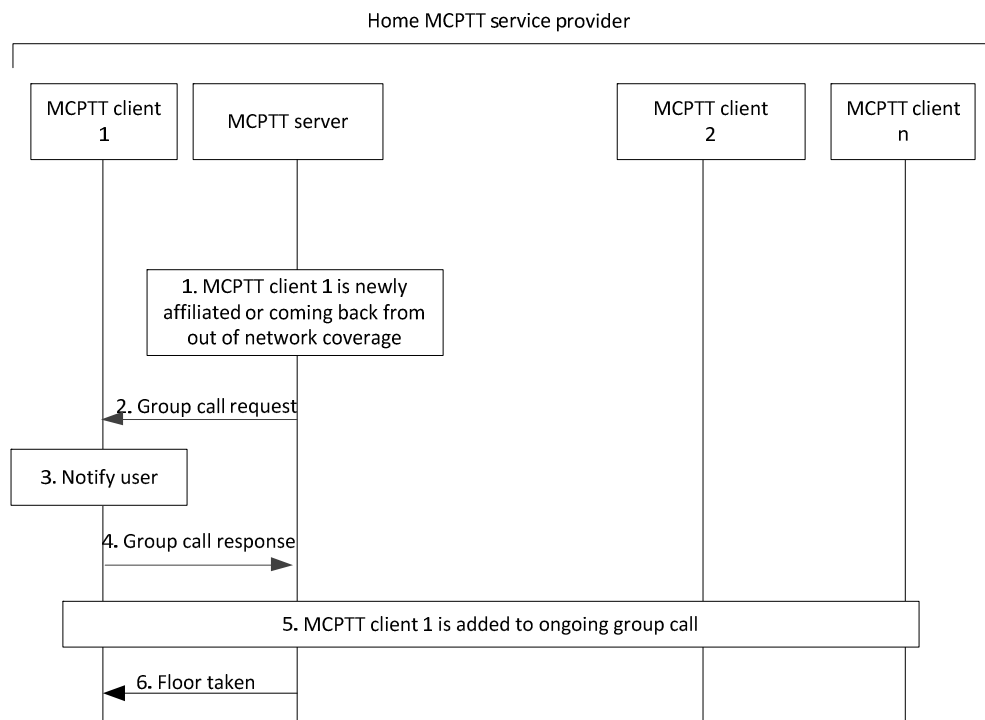 Home MCPTT service provider
MCPTT client
1
MCPTT server
MCPTT client
2
MCPTT client
n
1. MCPTT client 1 is newly
affiliated or coming back from
out of network coverage
2. Group call request
3. Notify user
4. Group call response
5. MCPTT client 1 is added to ongoing group call
6. Floor taken